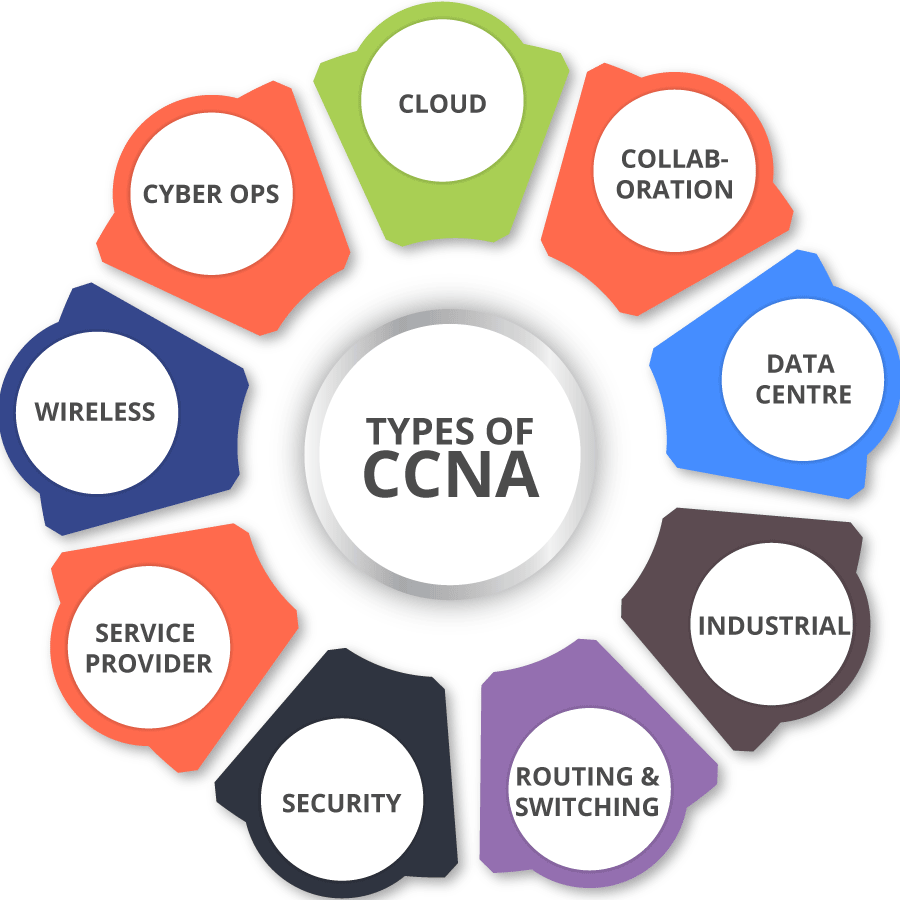 CLOUD
COLLAB-
ORATION
DATA
CENTRE
INDUSTRIAL
ROUTING &
SWITCHING
SECURITY
SERVICE
PROVIDER
WIRELESS
CYBER OPS
TYPES OF
CCNA